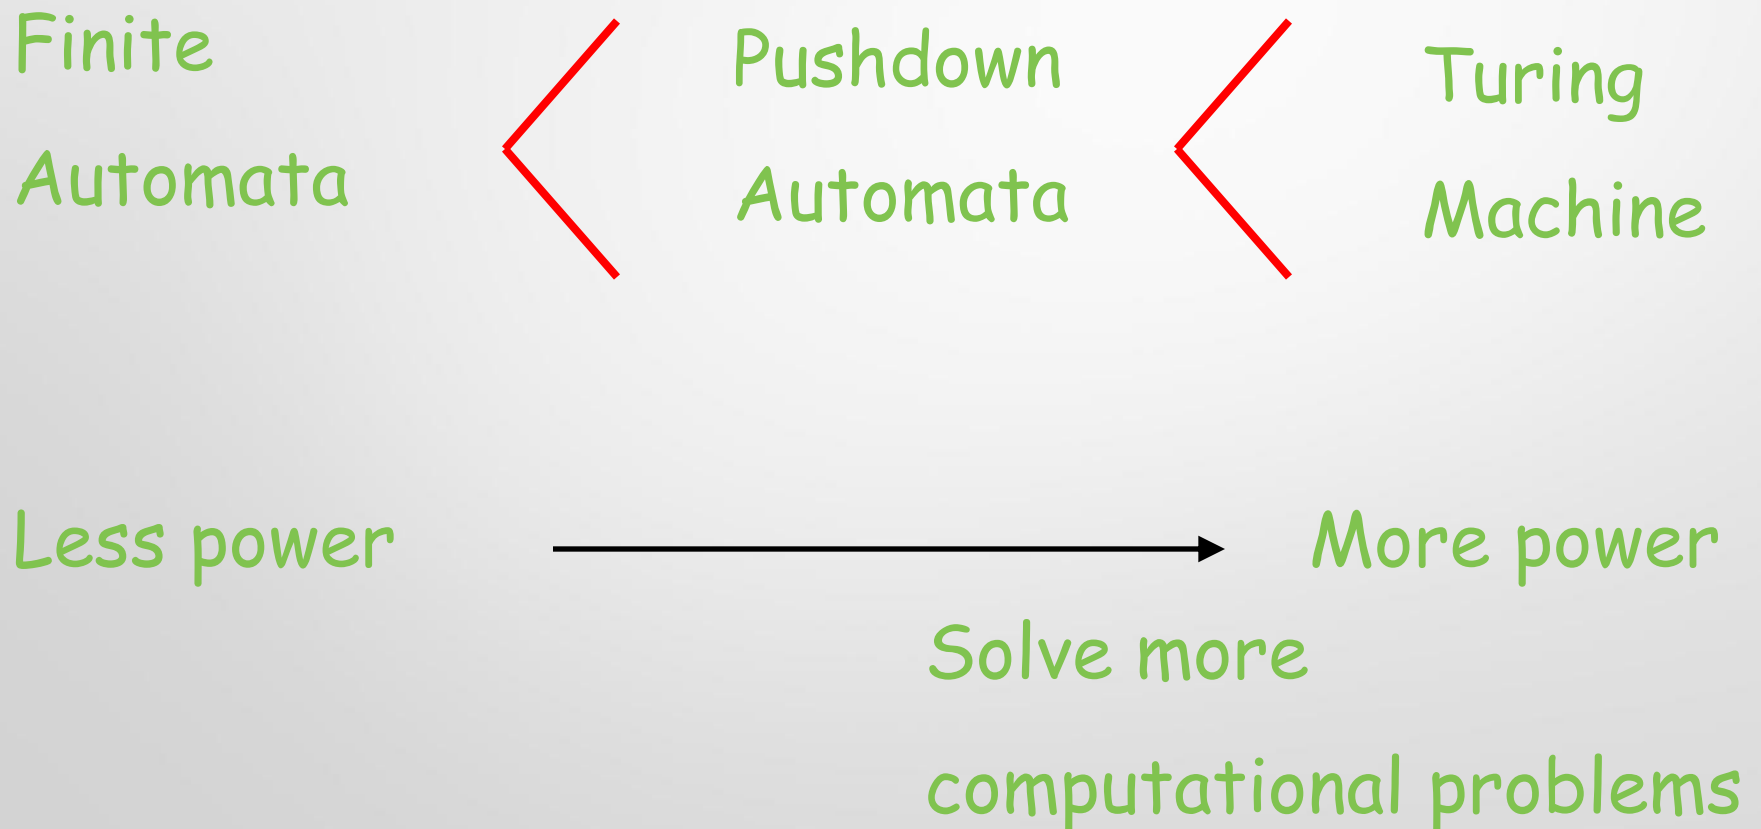 Finite
Automata
Pushdown
Automata
Turing
Machine
Less power
More power
Solve more
computational problems